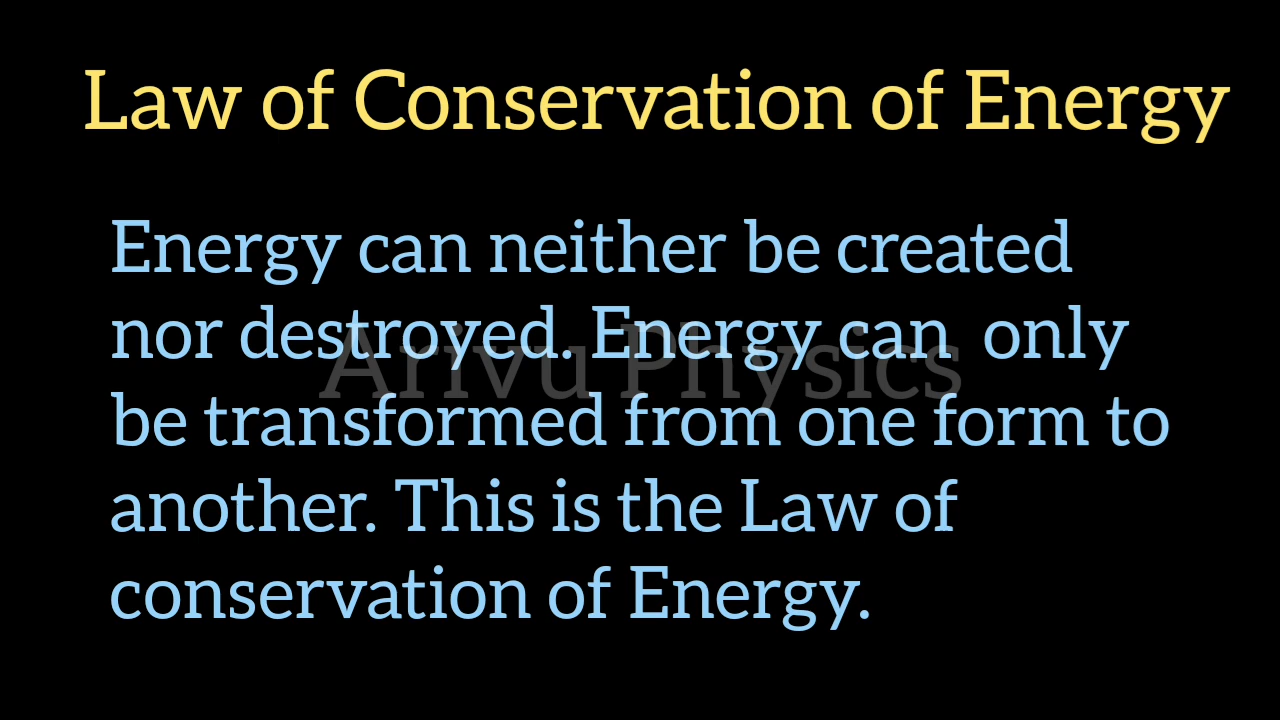 Law of Conservation of Energy
Energy can neither be created
nor destroyed. Energy can only
Arivu Physics
be transformed from one form to
another. This is the Law of
conservation of Energy.